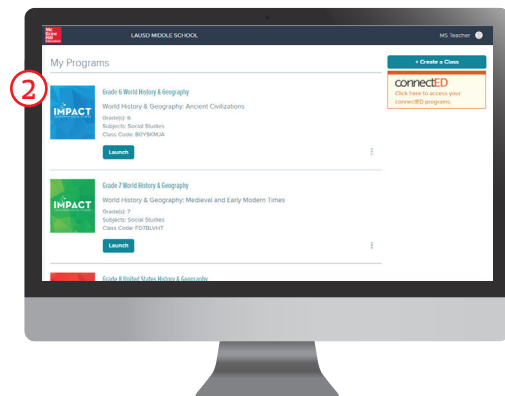 Mc
Graw
Hill
Education
LAUSD MIDDLE SCHOOL
MS Teacher
My Programs
+ Create a Class
connectED
Click here to access your
connectED programs.
2
IMPACT
Grade 6 World History & Geography
World History & Geography: Ancient Civilizations
Grade(s): 6
Subjects: Social Studies
Class Code: B0Y8KMJA
Launch
IMPACT
Grade 7 World History & Geography
World History & Geography: Medieval and Early Modern Times
Grade(s): 7
Subjects: Social Studies
Class Code: FD7BLVHT
Launch
Grade 8 United States History & Geography